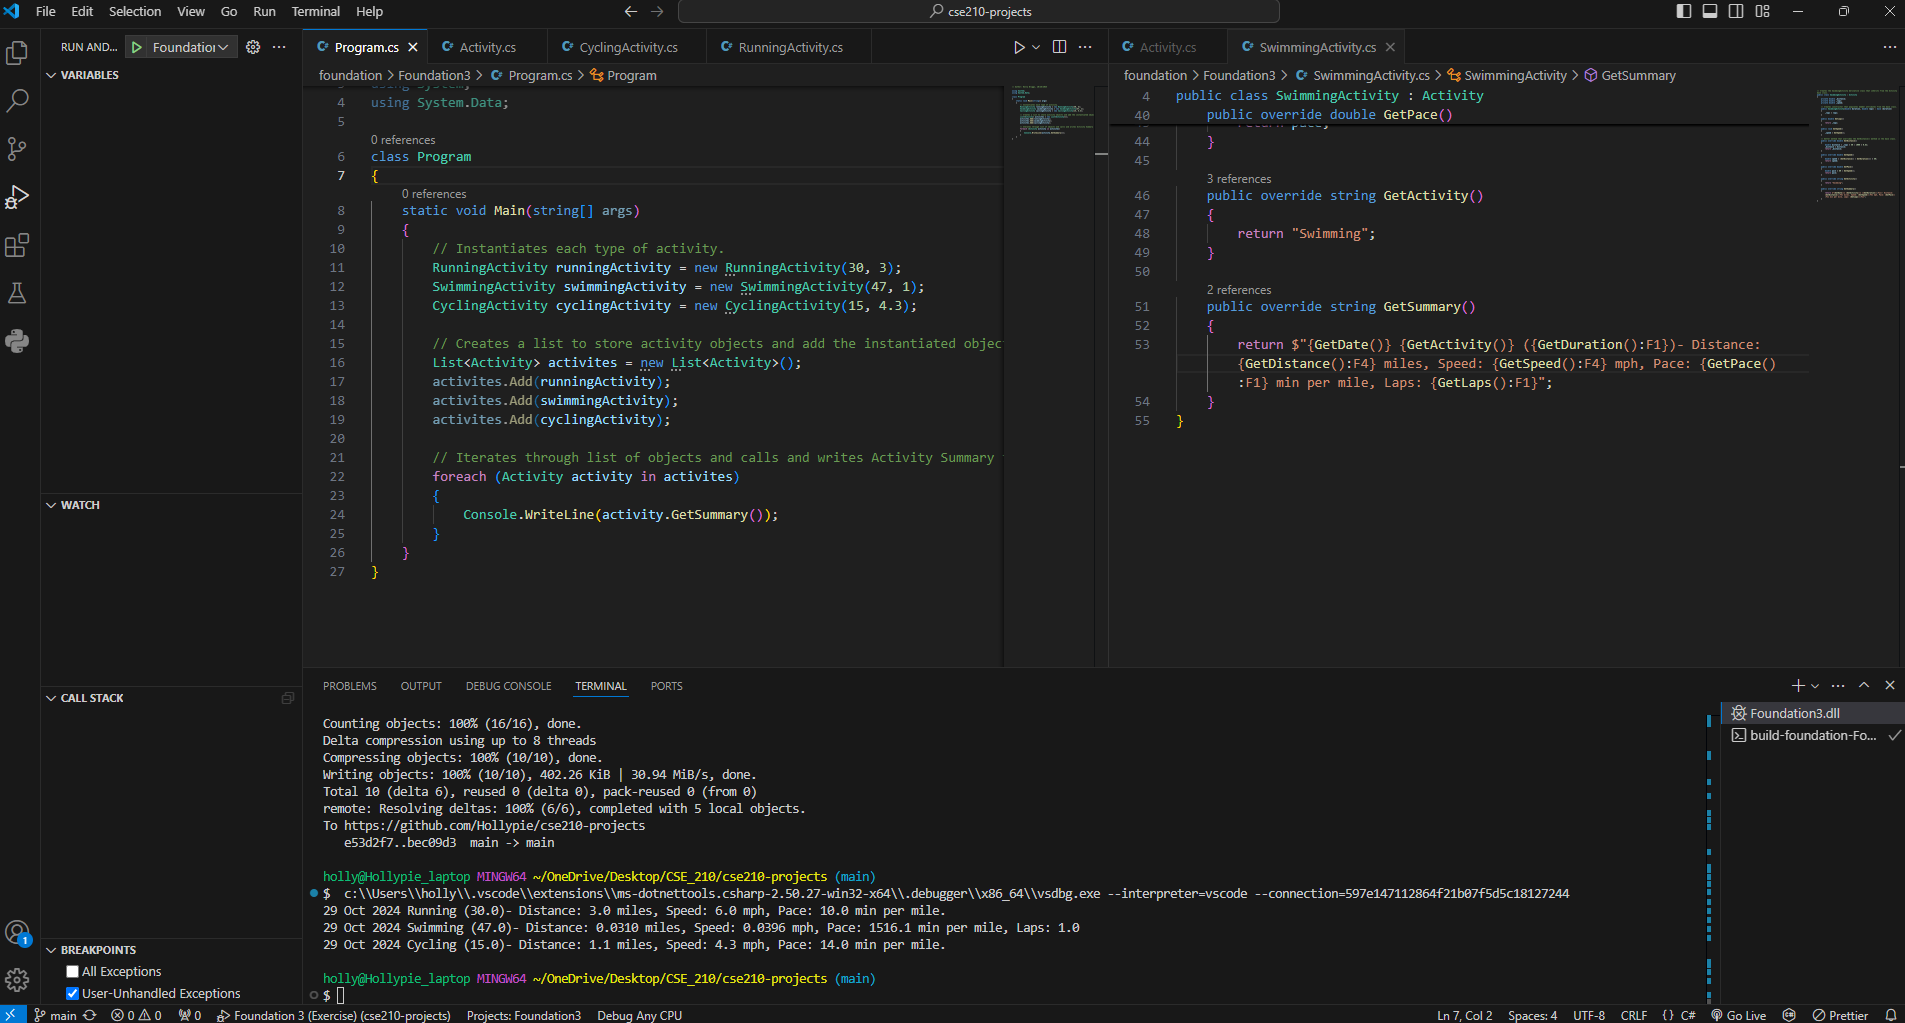 File Edit Selection View Go Run Terminal Help
cse210-projects
RUN AND...
Foundation
Program.cs
Activity.cs
CyclingActivity.cs
RunningActivity.cs
Activity.cs
SwimmingActivity.cs
VARIABLES
foundation > Foundation3 > Program.cs > Program
4 using System.Data;
5
0 references
6 class Program
7 {
0 references
8 static void Main(string[] args)
9 {
10 // Instantiates each type of activity.
11 RunningActivity runningActivity = new RunningActivity(30, 3);
12 SwimmingActivity swimmingActivity = new SwimmingActivity(47, 1);
13 CyclingActivity cyclingActivity = new CyclingActivity(15, 4.3);
14
15 // Creates a list to store activity objects and add the instantiated objec
16 List<Activity> activites = new List<Activity>();
17 activites.Add(runningActivity);
18 activites.Add(swimmingActivity);
19 activites.Add(cyclingActivity);
20
21 // Iterates through list of objects and calls and writes Activity Summary
22 foreach (Activity activity in activites)
23 {
24 Console.WriteLine(activity.GetSummary());
25 }
26 }
27 }
foundation > Foundation3 > SwimmingActivity.cs > SwimmingActivity > GetSummary
4 public class SwimmingActivity : Activity
40 public override double GetPace()
return pace;
44 }
45
3 references
46 public override string GetActivity()
47 {
48 return "Swimming";
49 }
50
2 references
51 public override string GetSummary()
52 {
53 return $"{GetDate()} {GetActivity()} ({GetDuration():F1})- Distance:
{GetDistance():F4} miles, Speed: {GetSpeed():F4} mph, Pace: {GetPace()
:F1} min per mile, Laps: {GetLaps():F1}";
54 }
55 }
WATCH
CALL STACK
BREAKPOINTS
All Exceptions
User-Unhandled Exceptions
PROBLEMS OUTPUT DEBUG CONSOLE TERMINAL PORTS
Counting objects: 100% (16/16), done.
Delta compression using up to 8 threads
Compressing objects: 100% (10/10), done.
Writing objects: 100% (10/10), 402.26 KiB | 30.94 MiB/s, done.
Total 10 (delta 6), reused 0 (delta 0), pack-reused 0 (from 0)
remote: Resolving deltas: 100% (6/6), completed with 5 local objects.
To https://github.com/Hollypie/cse210-projects
e53d2f7..bec09d3 main -> main
holly@Hollypie_laptop MINGW64 ~/OneDrive/Desktop/CSE_210/cse210-projects (main)
$ c:\\Users\\holly\\.vscode\\extensions\\ms-dotnettools.csharp-2.50.27-win32-x64\\.debugger\\x86_64\\vsdbg.exe --interpreter=vscode --connection=597e147112864f21b07f5d5c18127244
29 Oct 2024 Running (30.0)- Distance: 3.0 miles, Speed: 6.0 mph, Pace: 10.0 min per mile.
29 Oct 2024 Swimming (47.0)- Distance: 0.0310 miles, Speed: 0.0396 mph, Pace: 1516.1 min per mile, Laps: 1.0
29 Oct 2024 Cycling (15.0)- Distance: 1.1 miles, Speed: 4.3 mph, Pace: 14.0 min per mile.
holly@Hollypie_laptop MINGW64 ~/OneDrive/Desktop/CSE_210/cse210-projects (main)
$
Foundation3.dll
build-foundation-Fo...
1
main 0 0 0 Foundation 3 (Exercise) (cse210-projects) Projects: Foundation3 Debug Any CPU
Ln 7, Col 2 Spaces: 4 UTF-8 CRLF {} C# Go Live Prettier